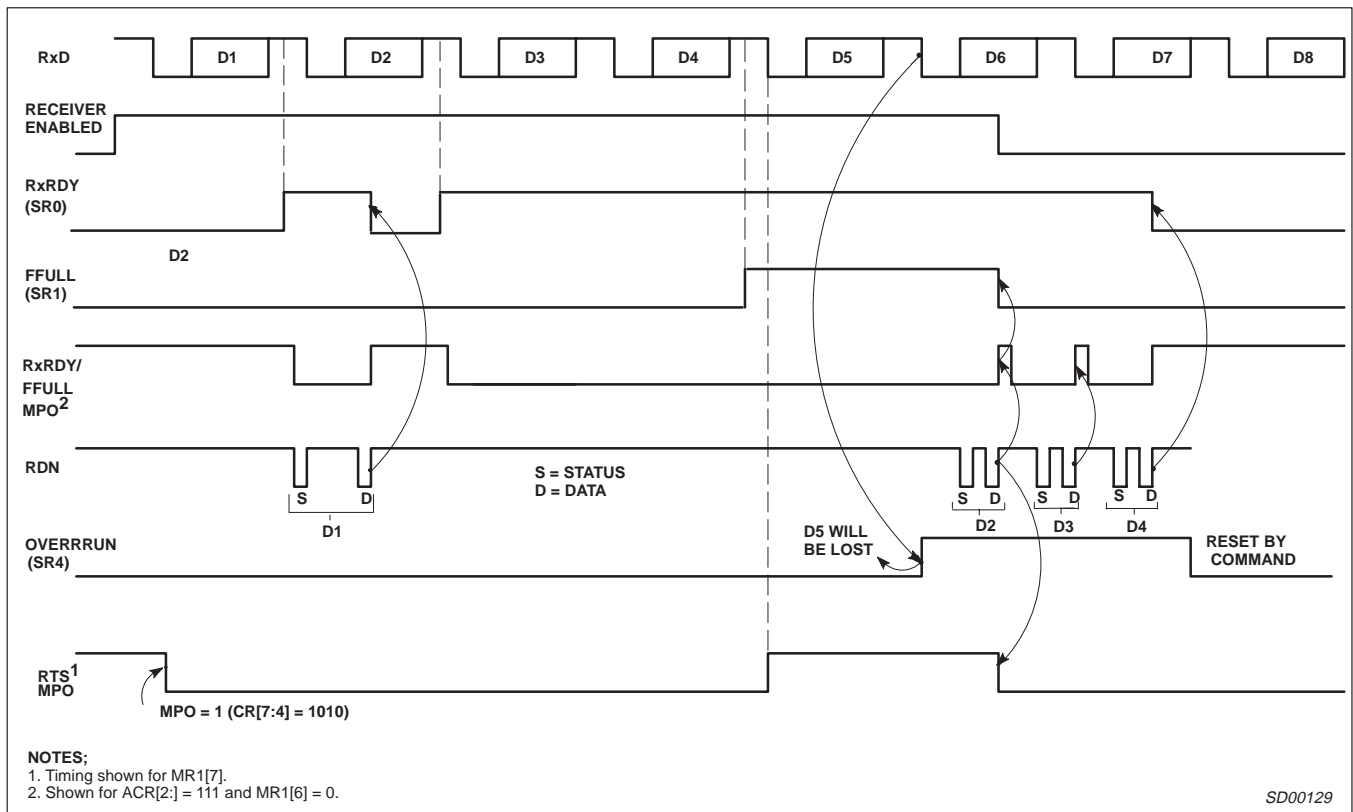 RxD
D1 D2 D3 D4 D5 D6 D7 D8
RECEIVER
ENABLED
RxRDY
(SR0)
D2
FFULL
(SR1)
RxRDY/
FFULL
MPO2
RDN
S = STATUS
D = DATA
S D S D S D S D
D1 D2 D3 D4
OVERRRUN
(SR4)
D5 WILL
BE LOST
RESET BY
COMMAND
RTS1
MPO
MPO = 1 (CR[7:4] = 1010)
NOTES;
1. Timing shown for MR1[7].
2. Shown for ACR[2:] = 111 and MR1[6] = 0.
SD00129